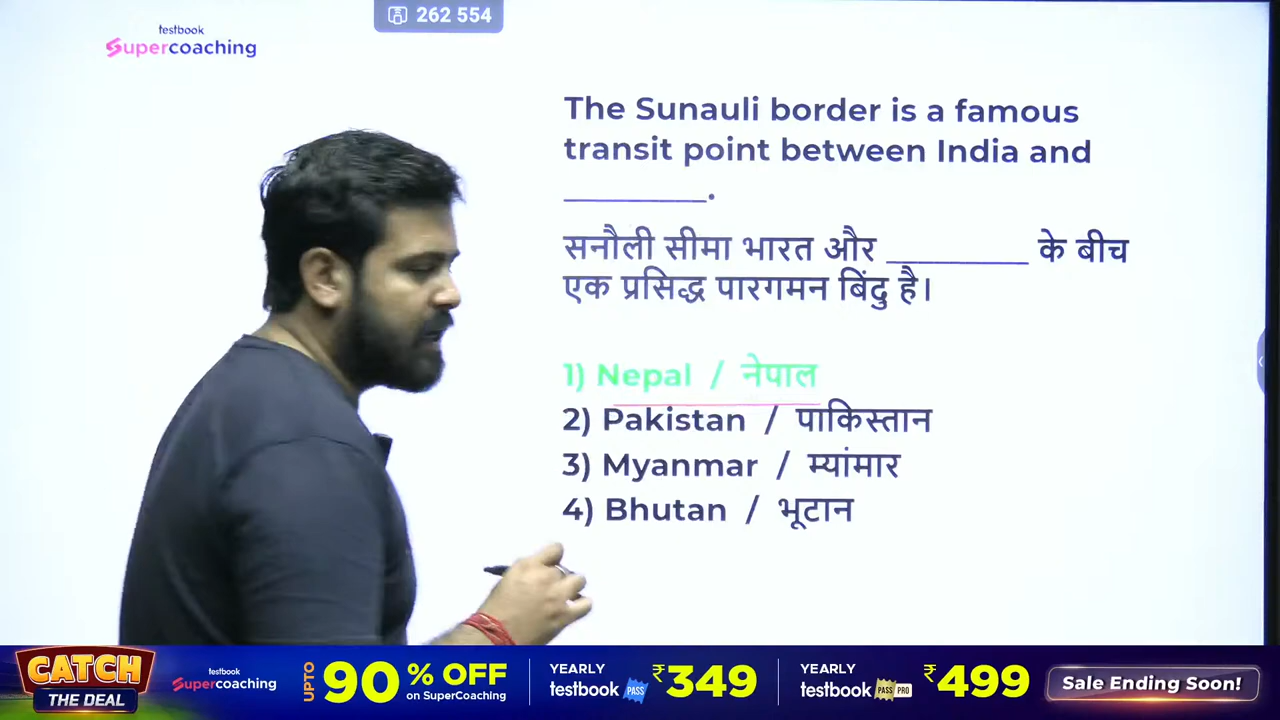 testbook
Supercoaching
262 554
The Sunauli border is a famous
transit point between India and
_________.
सनौली सीमा भारत और _________ के बीच
एक प्रसिद्ध पारगमन बिंदु है।
1) Nepal / नेपाल
2) Pakistan / पाकिस्तान
3) Myanmar / म्यांमार
4) Bhutan / भूटान
CATCH
THE DEAL
testbook
Supercoaching
UPTO
90% OFF
on SuperCoaching
YEARLY
testbook PASS
₹349
YEARLY
testbook PASS PRO
₹499
Sale Ending Soon!